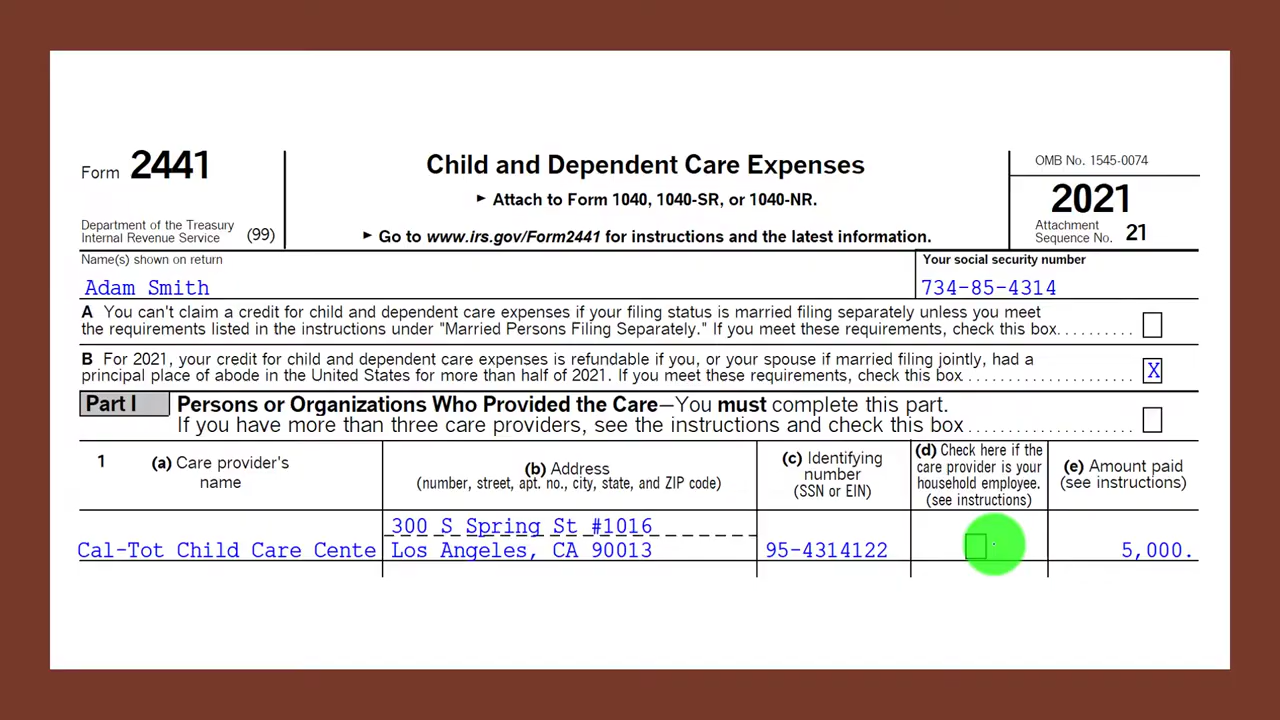 Form 2441
Department of the Treasury
Internal Revenue Service (99)
Child and Dependent Care Expenses
► Attach to Form 1040, 1040-SR, or 1040-NR.
► Go to www.irs.gov/Form2441 for instructions and the latest information.
OMB No. 1545-0074
2021
Attachment
Sequence No. 21
Name(s) shown on return
Adam Smith
Your social security number
734-85-4314
A You can't claim a credit for child and dependent care expenses if your filing status is married filing separately unless you meet
the requirements listed in the instructions under "Married Persons Filing Separately." If you meet these requirements, check this box..........
B For 2021, your credit for child and dependent care expenses is refundable if you, or your spouse if married filing jointly, had a
principal place of abode in the United States for more than half of 2021. If you meet these requirements, check this box...................... X
Part I Persons or Organizations Who Provided the Care—You must complete this part.
If you have more than three care providers, see the instructions and check this box......................
1 (a) Care provider's
name
(b) Address
(number, street, apt. no., city, state, and ZIP code)
(c) Identifying
number
(SSN or EIN)
(d) Check here if the
care provider is your
household employee.
(see instructions)
(e) Amount paid
(see instructions)
300 S Spring St #1016
Cal-Tot Child Care Cente Los Angeles, CA 90013 95-4314122 5,000.